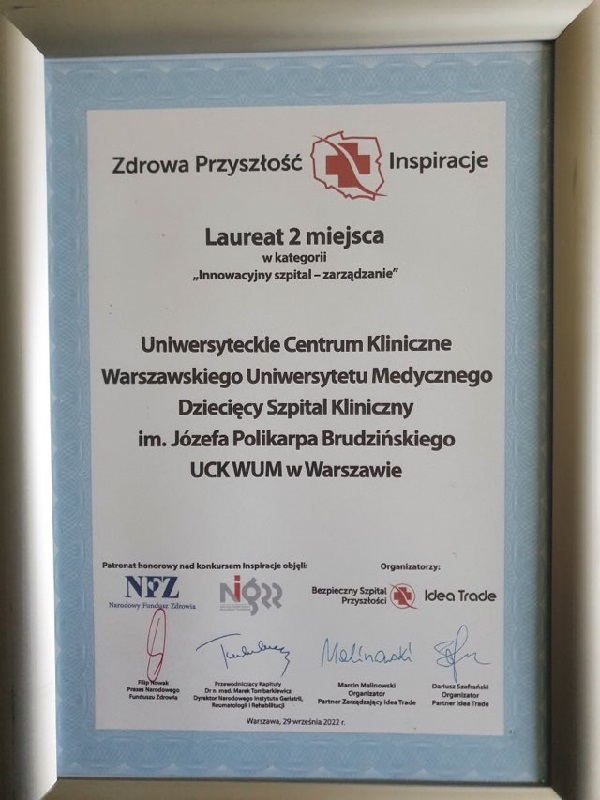 Zdrowa Przyszłość Inspiracje
Laureat 2 miejsca
w kategorii
„Innowacyjny szpital – zarządzanie”
Uniwersyteckie Centrum Kliniczne
Warszawskiego Uniwersytetu Medycznego
Dziecięcy Szpital Kliniczny
im. Józefa Polikarpa Brudzińskiego
UCK WUM w Warszawie
Patronat honorowy nad konkursem Inspiracje objęli: Organizatorzy:
NFZ
Narodowy Fundusz Zdrowia
Bezpieczny Szpital
Przyszłości
Idea Trade
Malinowski
Filip Nowak
Prezes Narodowego
Funduszu Zdrowia
Przewodniczący Kapituły
Dr n. med. Marek Tombarkiewicz
Dyrektor Narodowego Instytutu Geriatrii,
Reumatologii i Rehabilitacji
Marcin Malinowski
Organizator
Partner Zarządzający Idea Trade
Dariusz Szafrański
Organizator
Partner Idea Trade
Warszawa, 29 września 2022 r.